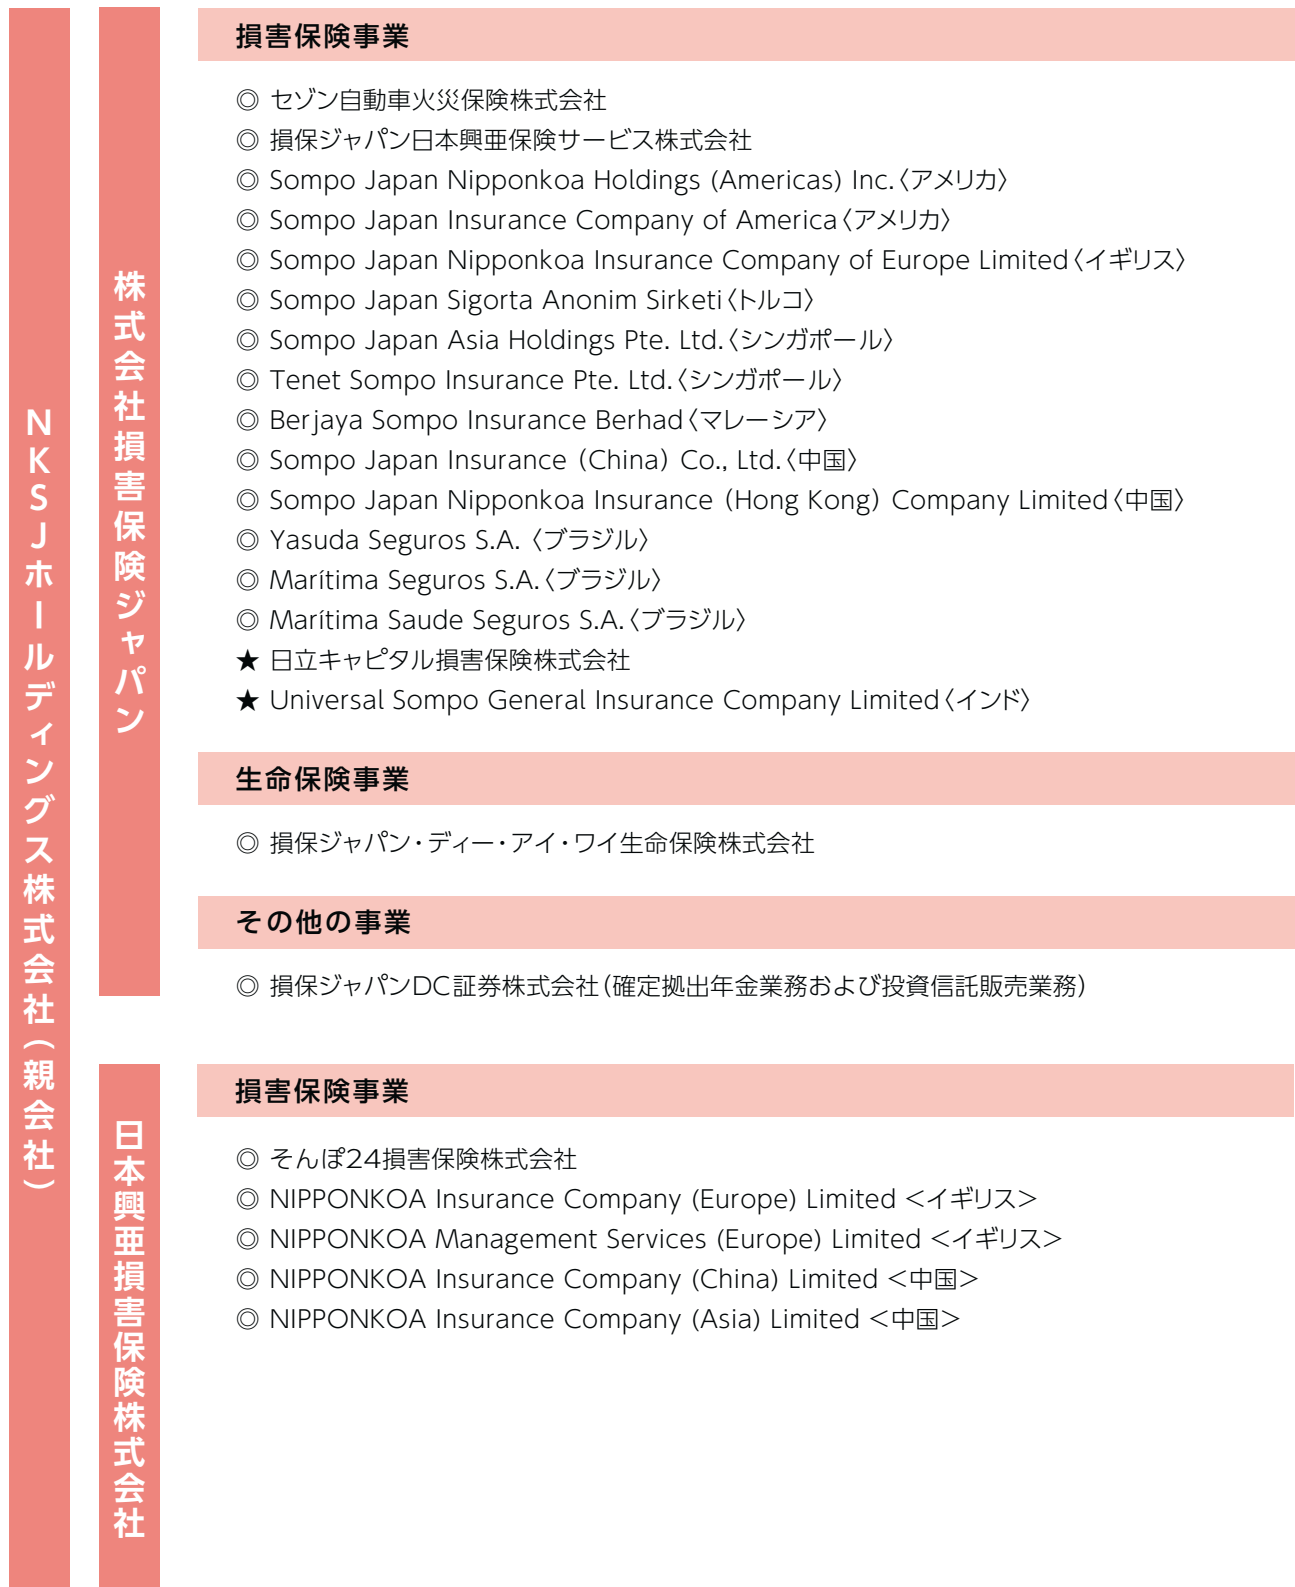 NKSJホールディングス株式会社（親会社）
株式会社損害保険ジャパン
損害保険事業
◎ セゾン自動車火災保険株式会社
◎ 損保ジャパン日本興亜保険サービス株式会社
◎ Sompo Japan Nipponkoa Holdings (Americas) Inc.〈アメリカ〉
◎ Sompo Japan Insurance Company of America〈アメリカ〉
◎ Sompo Japan Nipponkoa Insurance Company of Europe Limited〈イギリス〉
◎ Sompo Japan Sigorta Anonim Sirketi〈トルコ〉
◎ Sompo Japan Asia Holdings Pte. Ltd.〈シンガポール〉
◎ Tenet Sompo Insurance Pte. Ltd.〈シンガポール〉
◎ Berjaya Sompo Insurance Berhad〈マレーシア〉
◎ Sompo Japan Insurance (China) Co., Ltd.〈中国〉
◎ Sompo Japan Nipponkoa Insurance (Hong Kong) Company Limited〈中国〉
◎ Yasuda Seguros S.A.〈ブラジル〉
◎ Marítima Seguros S.A.〈ブラジル〉
◎ Marítima Saude Seguros S.A.〈ブラジル〉
★ 日立キャピタル損害保険株式会社
★ Universal Sompo General Insurance Company Limited〈インド〉
生命保険事業
◎ 損保ジャパン・ディー・アイ・ワイ生命保険株式会社
その他の事業
◎ 損保ジャパンDC証券株式会社（確定拠出年金業務および投資信託販売業務）
日本興亜損害保険株式会社
損害保険事業
◎ そんぽ24損害保険株式会社
◎ NIPPONKOA Insurance Company (Europe) Limited ＜イギリス＞
◎ NIPPONKOA Management Services (Europe) Limited ＜イギリス＞
◎ NIPPONKOA Insurance Company (China) Limited ＜中国＞
◎ NIPPONKOA Insurance Company (Asia) Limited ＜中国＞